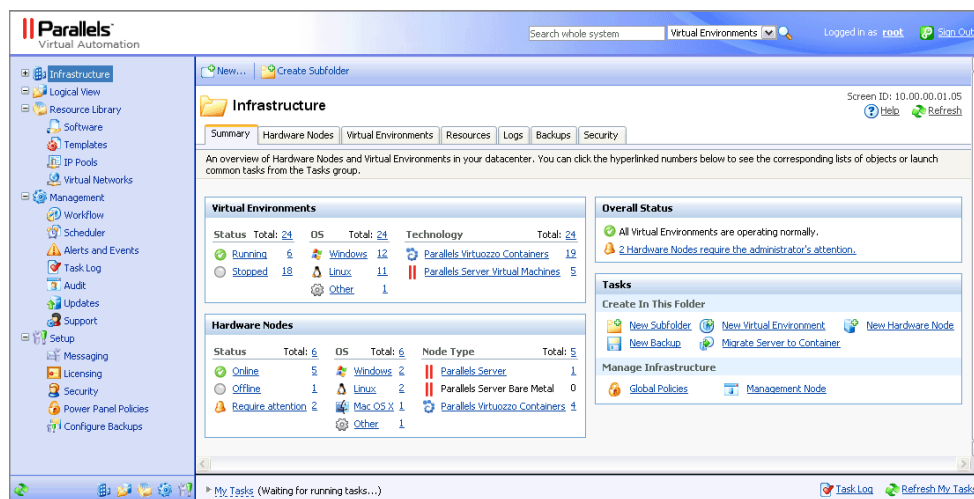 Parallels
Virtual Automation
Search whole system
Virtual Environments
Logged in as root
Sign Out
Infrastructure
Logical View
Resource Library
Software
Templates
IP Pools
Virtual Networks
Management
Workflow
Scheduler
Alerts and Events
Task Log
Audit
Updates
Support
Setup
Messaging
Licensing
Security
Power Panel Policies
Configure Backups
New... Create Subfolder
Infrastructure
Screen ID: 10.00.00.01.05
Help Refresh
Summary Hardware Nodes Virtual Environments Resources Logs Backups Security
An overview of Hardware Nodes and Virtual Environments in your datacenter. You can click the hyperlinked numbers below to see the corresponding lists of objects or launch
common tasks from the Tasks group.
Virtual Environments
Status Total: 24 OS Total: 24 Technology Total: 24
Running 6 Windows 12 Parallels Virtuozzo Containers 19
Stopped 18 Linux 11 Parallels Server Virtual Machines 5
Other 1
Hardware Nodes
Status Total: 6 OS Total: 6 Node Type Total: 5
Online 5 Windows 2 Parallels Server 1
Offline 1 Linux 2 Parallels Server Bare Metal 0
Require attention 2 Mac OS X 1 Parallels Virtuozzo Containers 4
Other 1
Overall Status
All Virtual Environments are operating normally.
2 Hardware Nodes require the administrator's attention.
Tasks
Create In This Folder
New Subfolder New Virtual Environment New Hardware Node
New Backup Migrate Server to Container
Manage Infrastructure
Global Policies Management Node
My Tasks (Waiting for running tasks...)
Task Log Refresh My Tasks